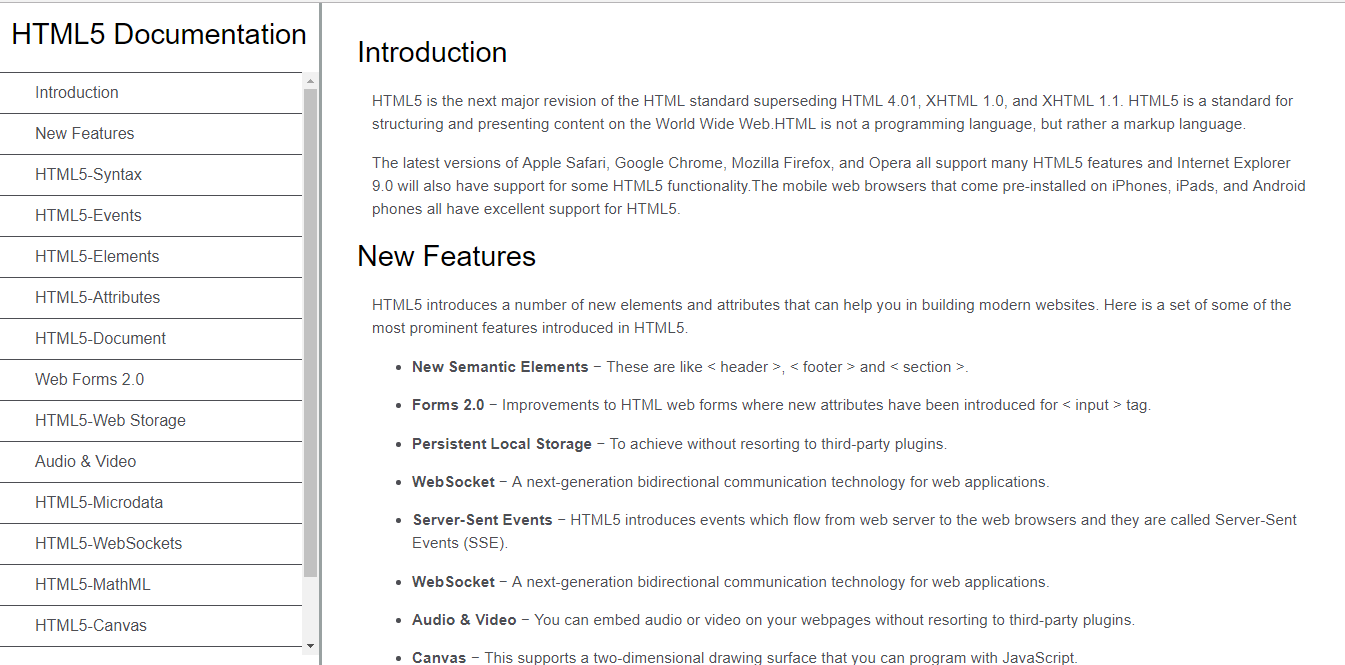 HTML5 Documentation
Introduction
New Features
HTML5-Syntax
HTML5-Events
HTML5-Elements
HTML5-Attributes
HTML5-Document
Web Forms 2.0
HTML5-Web Storage
Audio & Video
HTML5-Microdata
HTML5-WebSockets
HTML5-MathML
HTML5-Canvas
Introduction
HTML5 is the next major revision of the HTML standard superseding HTML 4.01, XHTML 1.0, and XHTML 1.1. HTML5 is a standard for
structuring and presenting content on the World Wide Web.HTML is not a programming language, but rather a markup language.
The latest versions of Apple Safari, Google Chrome, Mozilla Firefox, and Opera all support many HTML5 features and Internet Explorer
9.0 will also have support for some HTML5 functionality.The mobile web browsers that come pre-installed on iPhones, iPads, and Android
phones all have excellent support for HTML5.
New Features
HTML5 introduces a number of new elements and attributes that can help you in building modern websites. Here is a set of some of the
most prominent features introduced in HTML5.
• New Semantic Elements − These are like < header >, < footer > and < section >.
• Forms 2.0 − Improvements to HTML web forms where new attributes have been introduced for < input > tag.
• Persistent Local Storage − To achieve without resorting to third-party plugins.
• WebSocket − A next-generation bidirectional communication technology for web applications.
• Server-Sent Events − HTML5 introduces events which flow from web server to the web browsers and they are called Server-Sent
Events (SSE).
• WebSocket − A next-generation bidirectional communication technology for web applications.
• Audio & Video − You can embed audio or video on your webpages without resorting to third-party plugins.
• Canvas − This supports a two-dimensional drawing surface that you can program with JavaScript.